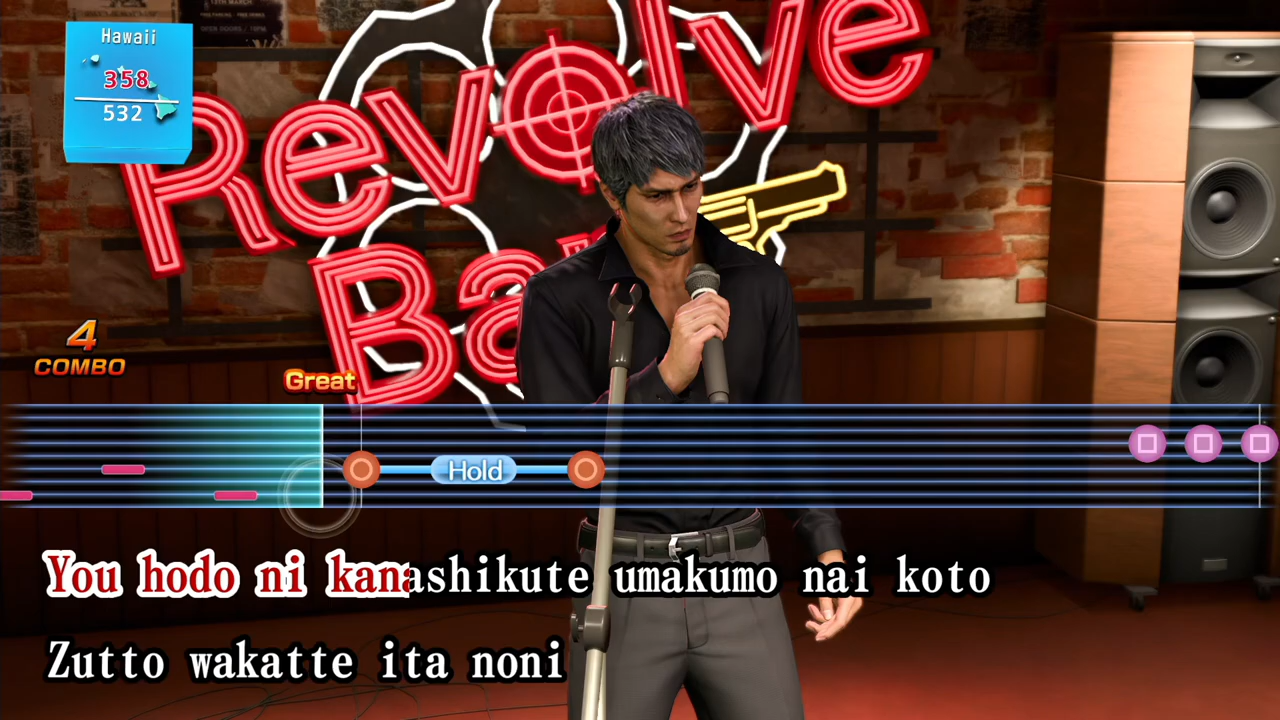 Hawaii
358
532
Revolve
Bar
4
COMBO
Great
Hold
You hodo ni kanashikute umakumo nai koto
Zutto wakatte ita noni